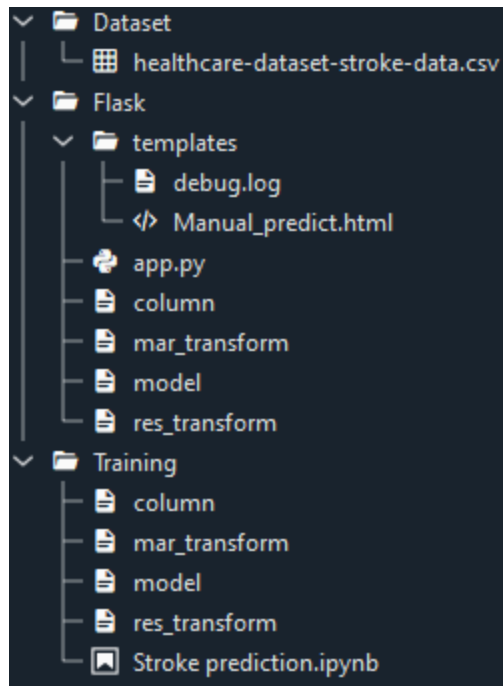 Dataset
healthcare-dataset-stroke-data.csv
Flask
templates
debug.log
Manual_predict.html
app.py
column
mar_transform
model
res_transform
Training
column
mar_transform
model
res_transform
Stroke prediction.ipynb